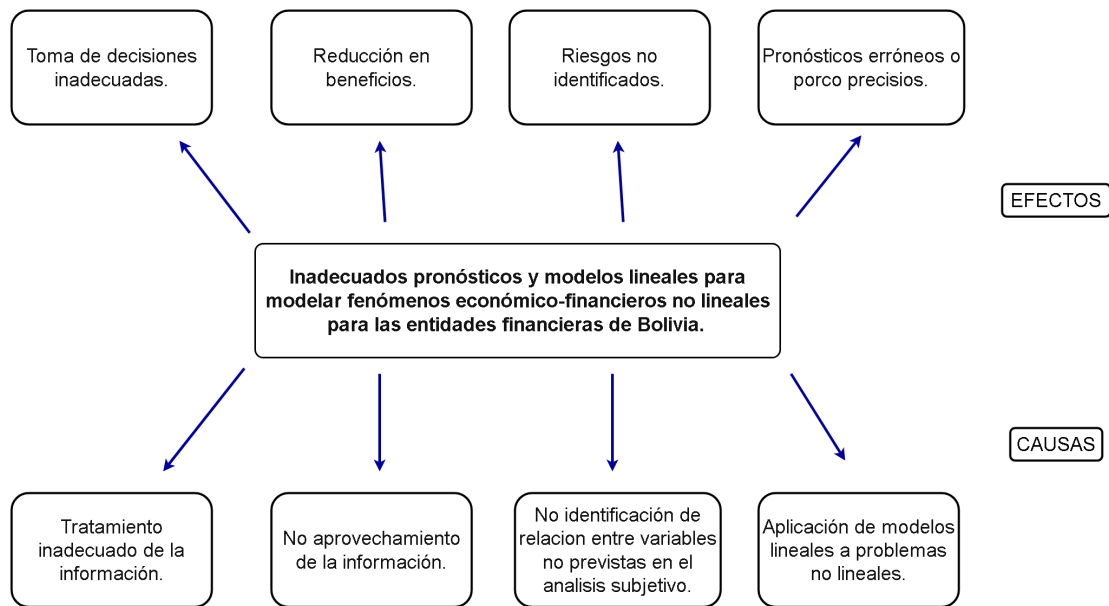 Toma de decisiones
inadecuadas.
Reducción en
beneficios.
Riesgos no
identificados.
Pronósticos erróneos o
porco precisios.
EFECTOS
Inadecuados pronósticos y modelos lineales para
modelar fenómenos económico-financieros no lineales
para las entidades financieras de Bolivia.
CAUSAS
Tratamiento
inadecuado de la
información.
No aprovechamiento
de la información.
No identificación de
relacion entre variables
no previstas en el
analisis subjetivo.
Aplicación de modelos
lineales a problemas
no lineales.